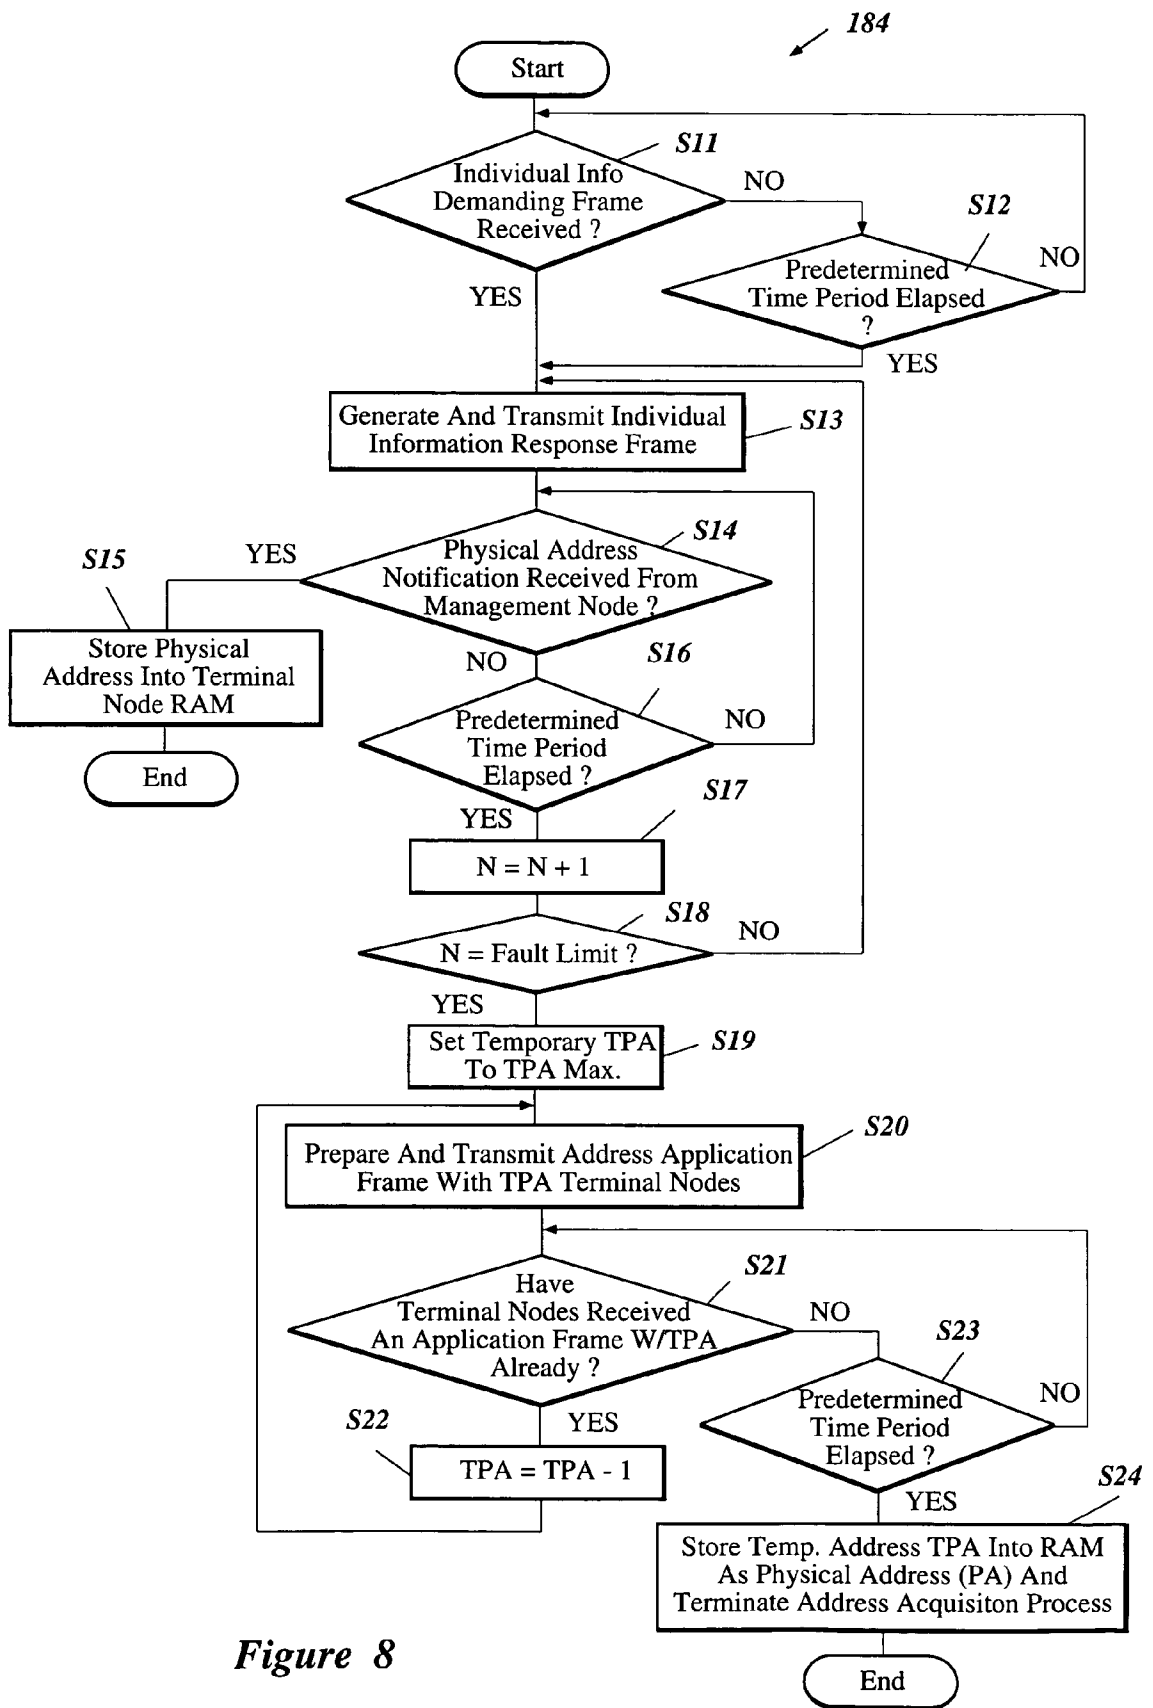 184
Start
S11
Individual Info
Demanding Frame
Received ?
NO
S12
Predetermined
Time Period Elapsed
?
NO
YES
YES
Generate And Transmit Individual
Information Response Frame
S13
S14
Physical Address
Notification Received From
Management Node ?
YES
S15
Store Physical
Address Into Terminal
Node RAM
End
NO
S16
Predetermined
Time Period
Elapsed ?
NO
YES
S17
N = N + 1
S18
N = Fault Limit ?
NO
YES
Set Temporary TPA
To TPA Max.
S19
S20
Prepare And Transmit Address Application
Frame With TPA Terminal Nodes
S21
Have
Terminal Nodes Received
An Application Frame W/TPA
Already ?
NO
YES
S22
TPA = TPA - 1
S23
Predetermined
Time Period
Elapsed ?
NO
YES
S24
Store Temp. Address TPA Into RAM
As Physical Address (PA) And
Terminate Address Acquisiton Process
End
Figure 8